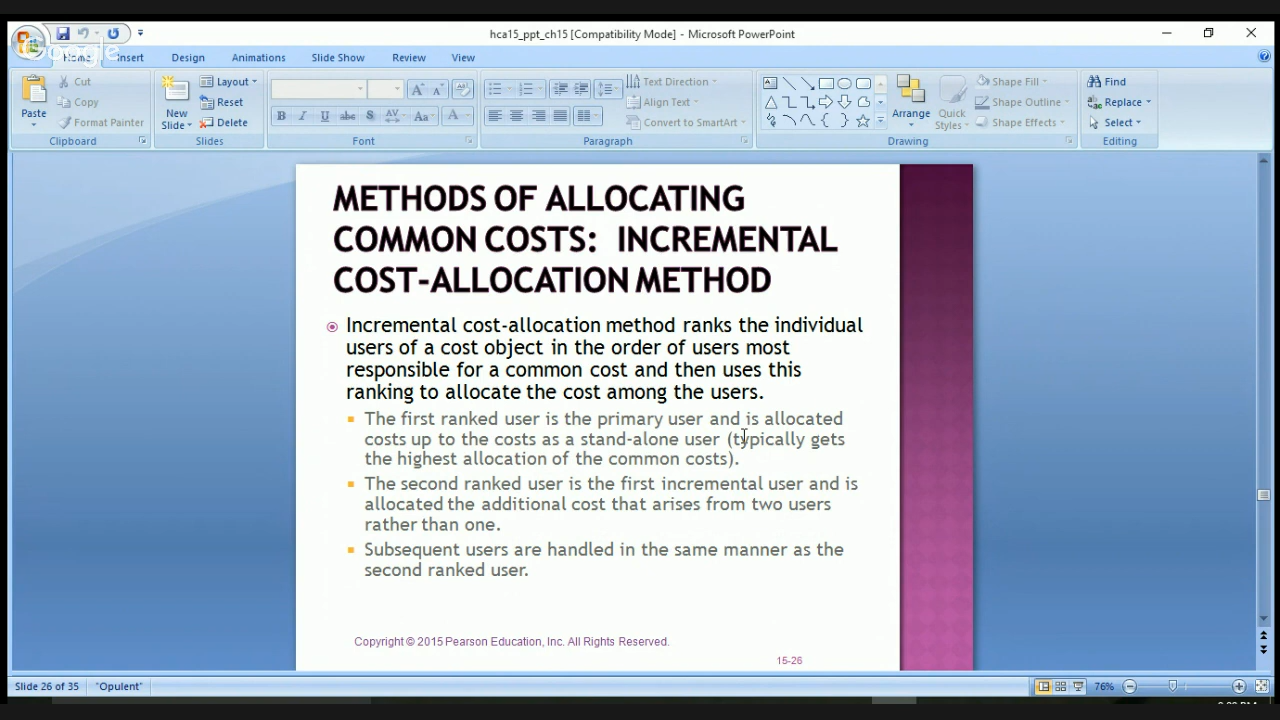 hca15_ppt_ch15 [Compatibility Mode] - Microsoft PowerPoint
Google
Home Insert Design Animations Slide Show Review View
Cut Layout Text Direction Shape Fill Find
Copy Reset Align Text Shape Outline Replace
Paste Format Painter New Slide Delete Convert to SmartArt Arrange Quick Styles Shape Effects Select
Clipboard Slides Font Paragraph Drawing Editing
METHODS OF ALLOCATING
COMMON COSTS: INCREMENTAL
COST-ALLOCATION METHOD
Incremental cost-allocation method ranks the individual
users of a cost object in the order of users most
responsible for a common cost and then uses this
ranking to allocate the cost among the users.
The first ranked user is the primary user and is allocated
costs up to the costs as a stand-alone user (typically gets
the highest allocation of the common costs).
The second ranked user is the first incremental user and is
allocated the additional cost that arises from two users
rather than one.
Subsequent users are handled in the same manner as the
second ranked user.
Copyright © 2015 Pearson Education, Inc. All Rights Reserved.
15-26
Slide 26 of 35 "Opulent" 76%